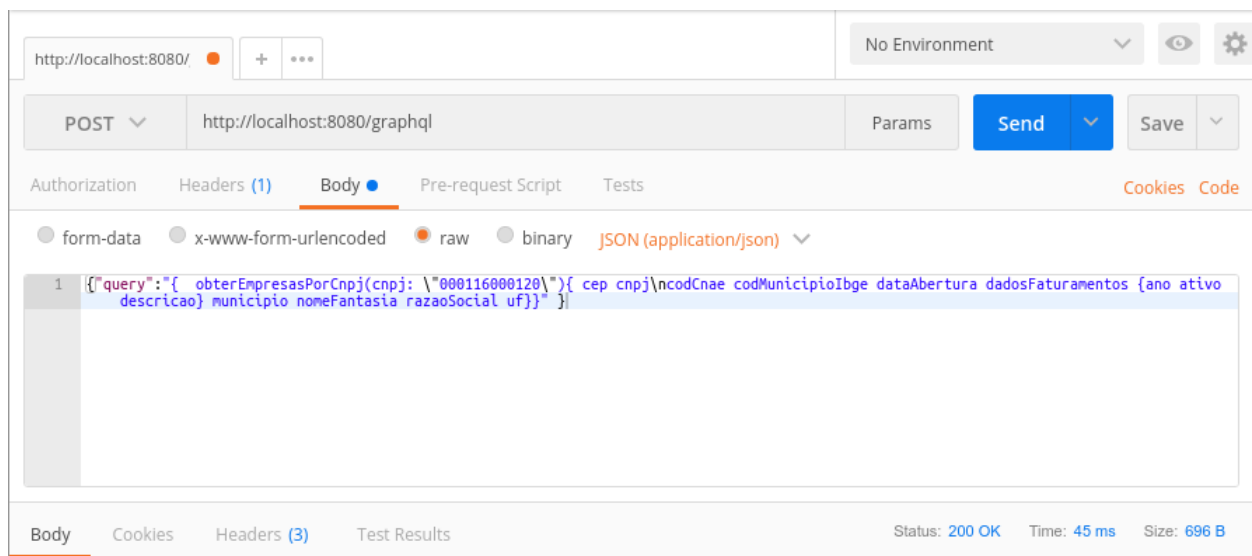 http://localhost:8080/ + •••
No Environment
POST http://localhost:8080/graphql Params Send Save
Authorization Headers (1) Body Pre-request Script Tests Cookies Code
form-data x-www-form-urlencoded raw binary JSON (application/json)
1 {"query":"{  obterEmpresasPorCnpj(cnpj: \"000116000120\"){ cep cnpj\ncodCnae codMunicipioIbge dataAbertura dadosFaturamentos {ano ativo
descricao} municipio nomeFantasia razaoSocial uf}}" }
Body Cookies Headers (3) Test Results Status: 200 OK Time: 45 ms Size: 696 B